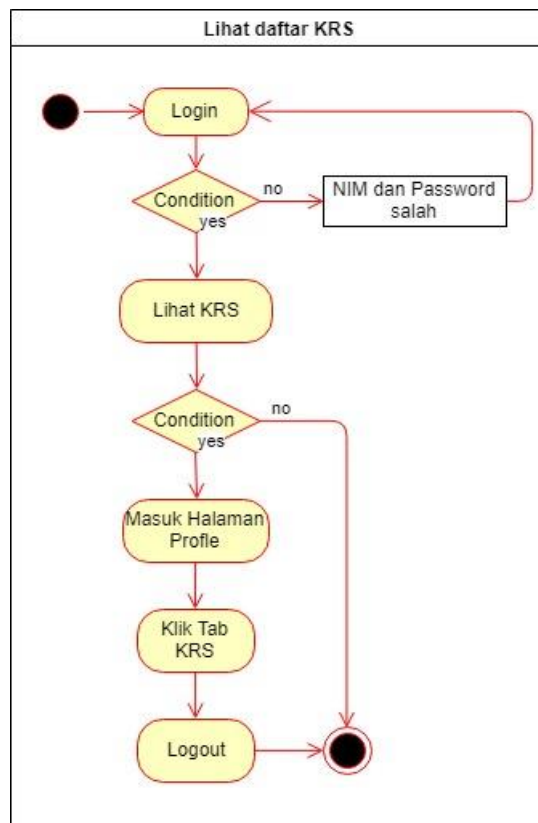 Lihat daftar KRS
Login
Condition
no
yes
NIM dan Password
salah
Lihat KRS
Condition
no
yes
Masuk Halaman
Profle
Klik Tab
KRS
Logout